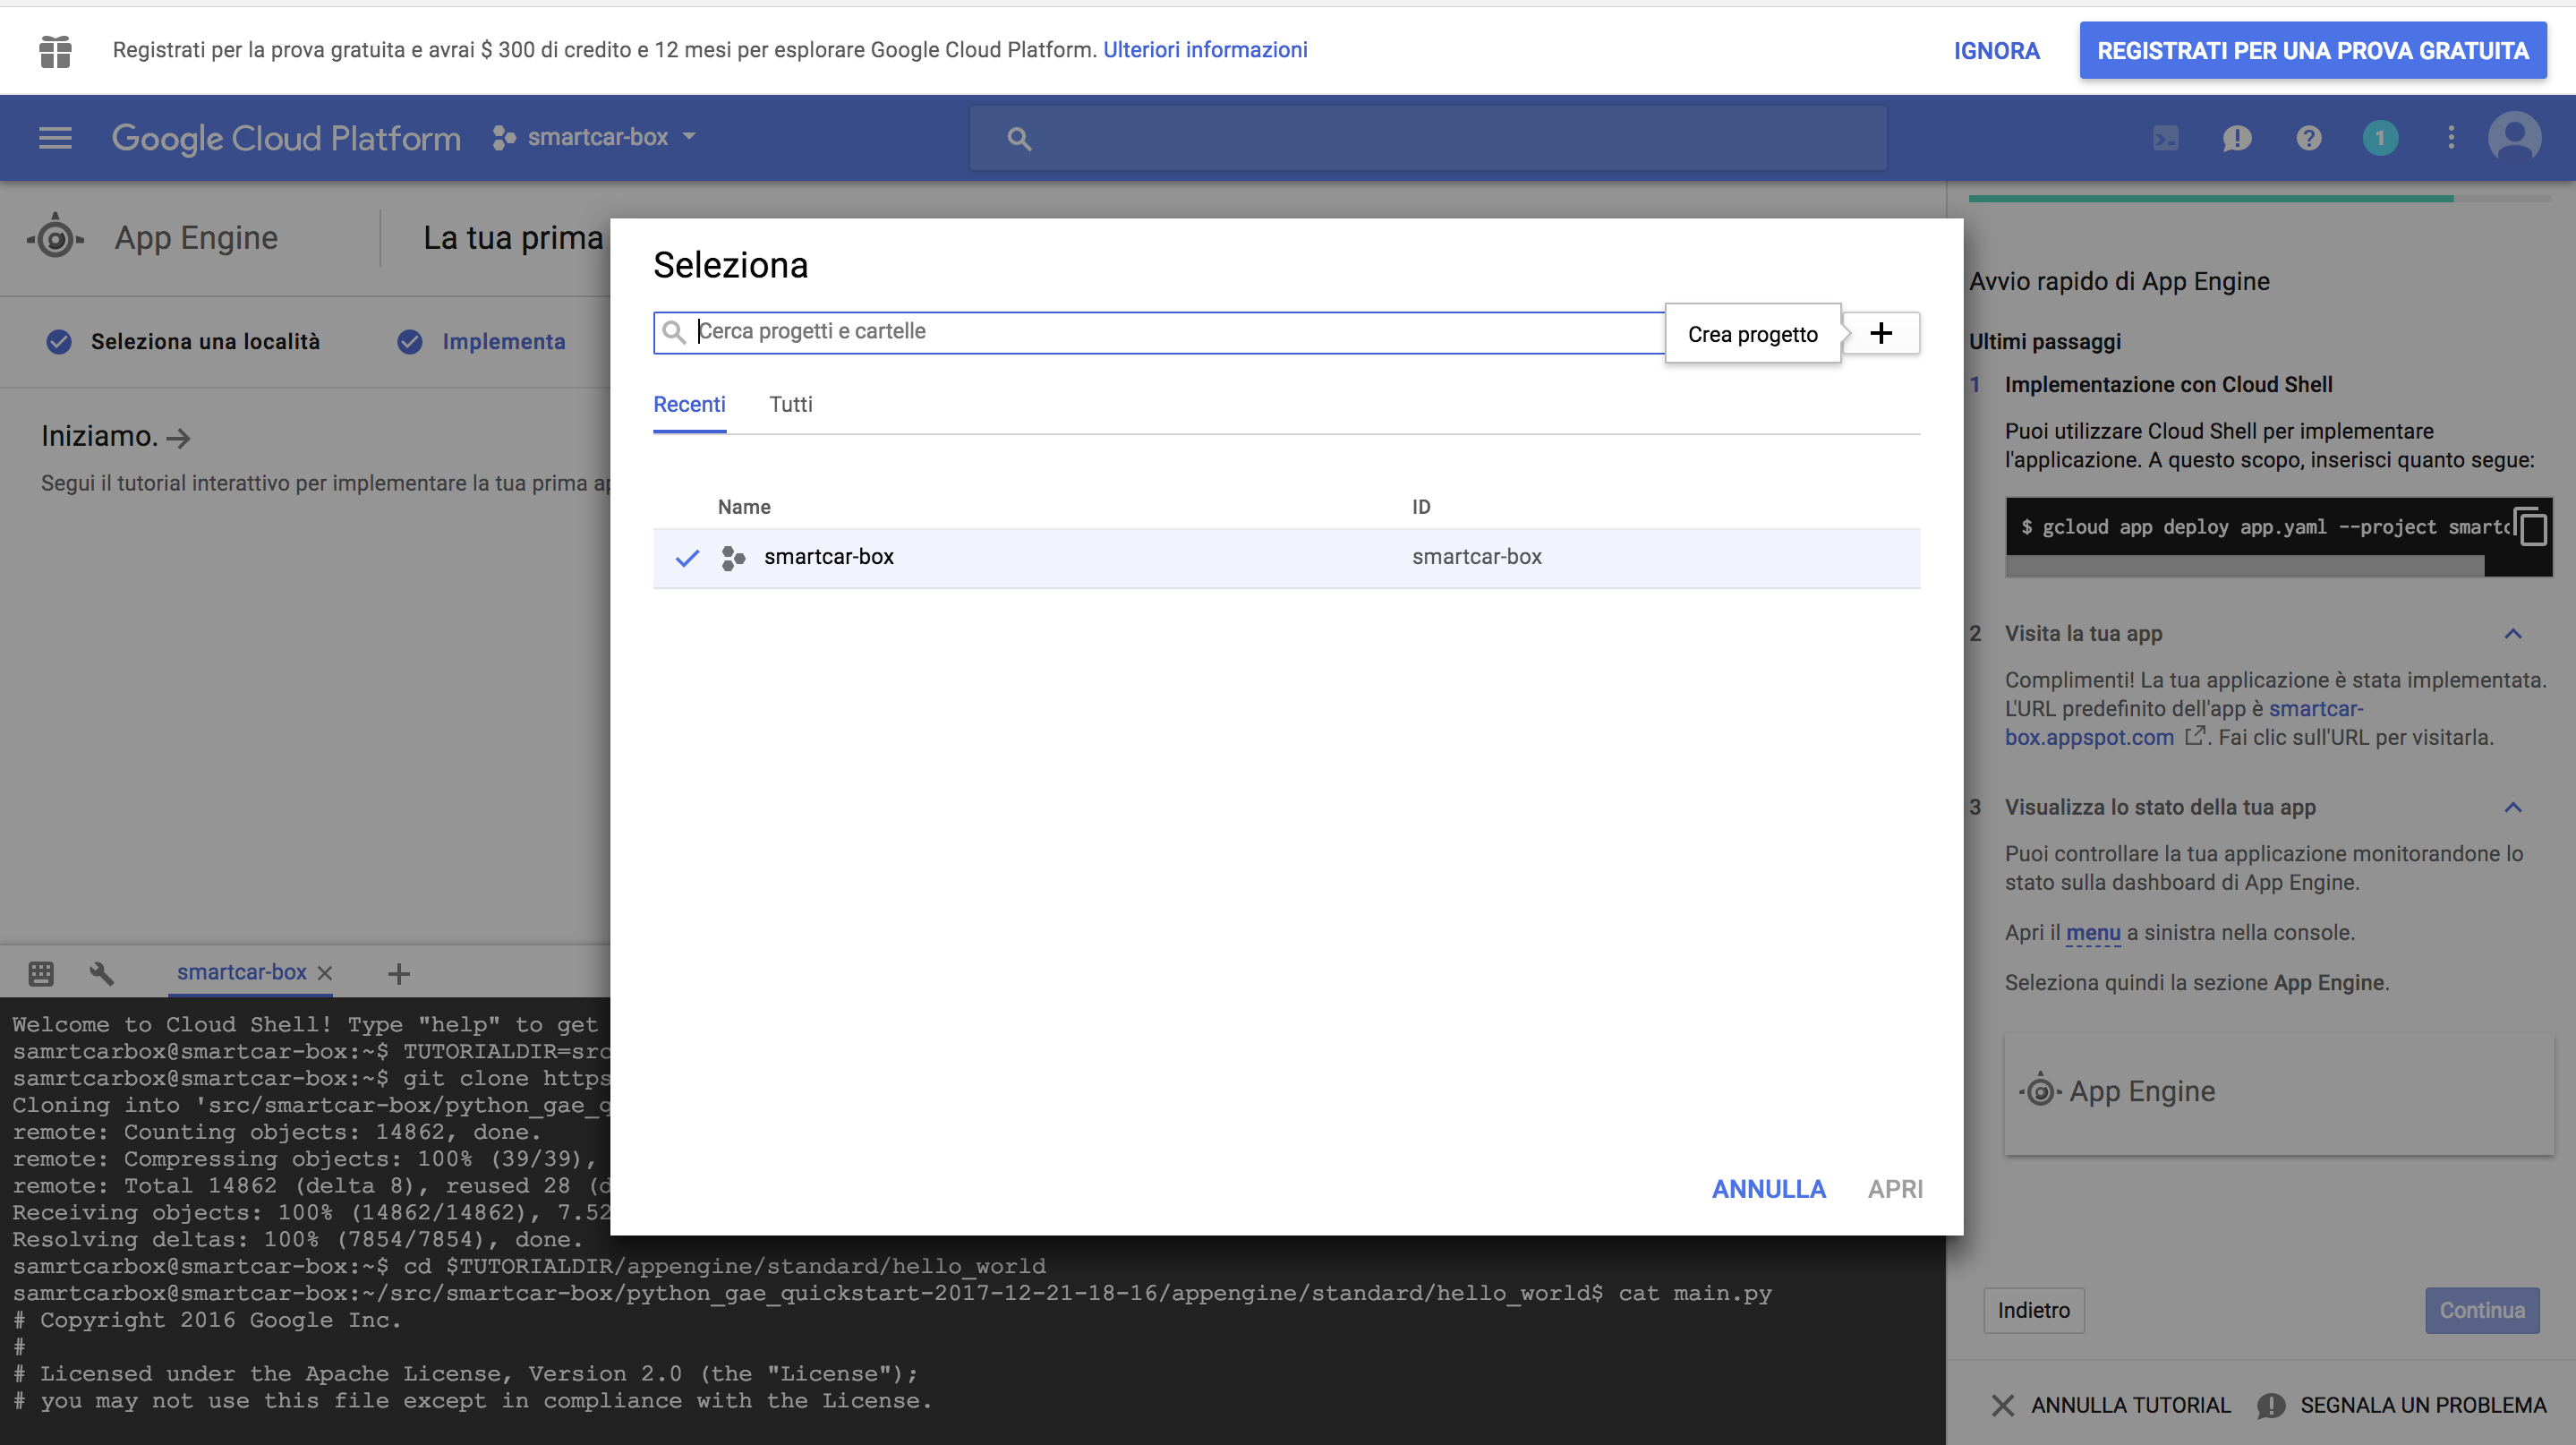 Registrati per la prova gratuita e avrai $ 300 di credito e 12 mesi per esplorare Google Cloud Platform. Ulteriori informazioni
IGNORA
REGISTRATI PER UNA PROVA GRATUITA
Google Cloud Platform
smartcar-box
1
App Engine
La tua prima
Seleziona una località
Implementa
Iniziamo.
Segui il tutorial interattivo per implementare la tua prima
Seleziona
Cerca progetti e cartelle
Crea progetto
Recenti
Tutti
Name
ID
smartcar-box
smartcar-box
ANNULLA
APRI
Avvio rapido di App Engine
Ultimi passaggi
1 Implementazione con Cloud Shell
Puoi utilizzare Cloud Shell per implementare
l'applicazione. A questo scopo, inserisci quanto segue:
$ gcloud app deploy app.yaml --project smartc
2 Visita la tua app
Complimenti! La tua applicazione è stata implementata.
L'URL predefinito dell'app è smartcar-
box.appspot.com . Fai clic sull'URL per visitarla.
3 Visualizza lo stato della tua app
Puoi controllare la tua applicazione monitorandone lo
stato sulla dashboard di App Engine.
Apri il menu a sinistra nella console.
Seleziona quindi la sezione App Engine.
App Engine
Indietro
Continua
ANNULLA TUTORIAL
SEGNALA UN PROBLEMA
smartcar-box
Welcome to Cloud Shell! Type "help" to get
samrtcarbox@smartcar-box:~$ TUTORIALDIR=src
samrtcarbox@smartcar-box:~$ git clone https
Cloning into 'src/smartcar-box/python_gae_q
remote: Counting objects: 14862, done.
remote: Compressing objects: 100% (39/39),
remote: Total 14862 (delta 8), reused 28 (d
Receiving objects: 100% (14862/14862), 7.52
Resolving deltas: 100% (7854/7854), done.
samrtcarbox@smartcar-box:~$ cd $TUTORIALDIR/appengine/standard/hello_world
samrtcarbox@smartcar-box:~/src/smartcar-box/python_gae_quickstart-2017-12-21-18-16/appengine/standard/hello_world$ cat main.py
# Copyright 2016 Google Inc.
#
# Licensed under the Apache License, Version 2.0 (the "License");
# you may not use this file except in compliance with the License.